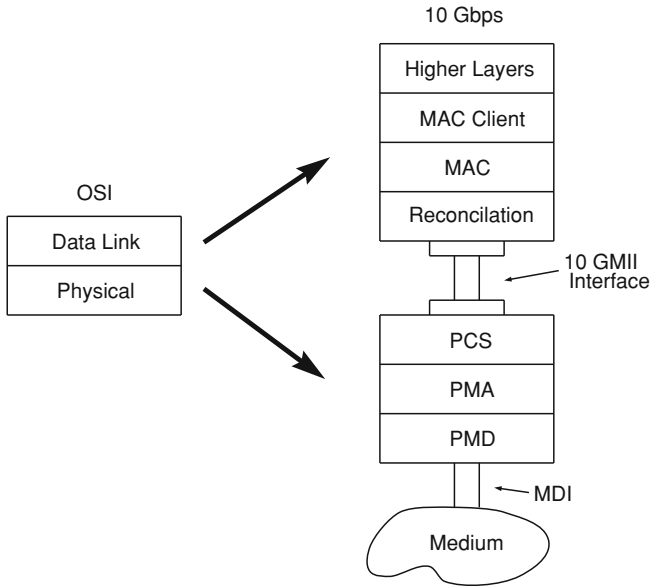 10 Gbps
Higher Layers
MAC Client
MAC
Reconcilation
OSI
Data Link
Physical
10 GMII
Interface
PCS
PMA
PMD
MDI
Medium